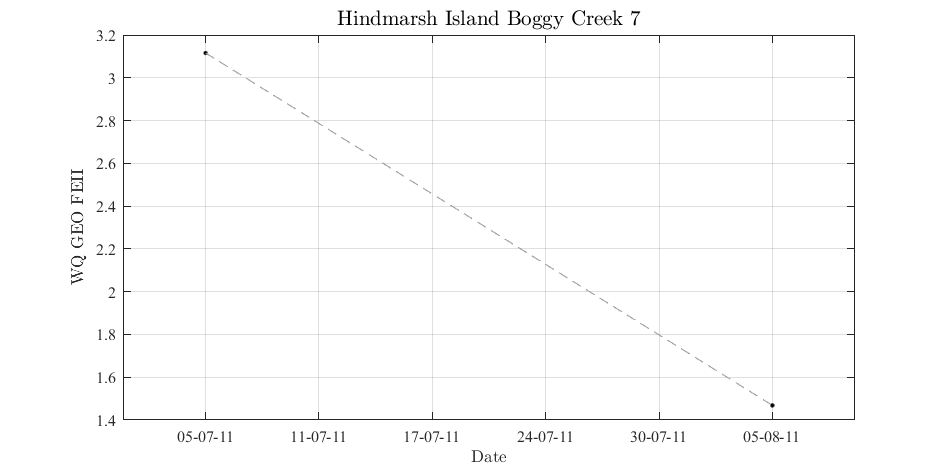 Hindmarsh Island Boggy Creek 7
3.2
3
2.8
2.6
2.4
2.2
2
1.8
1.6
1.4
WQ GEO FEII
05-07-11 11-07-11 17-07-11 24-07-11 30-07-11 05-08-11
Date